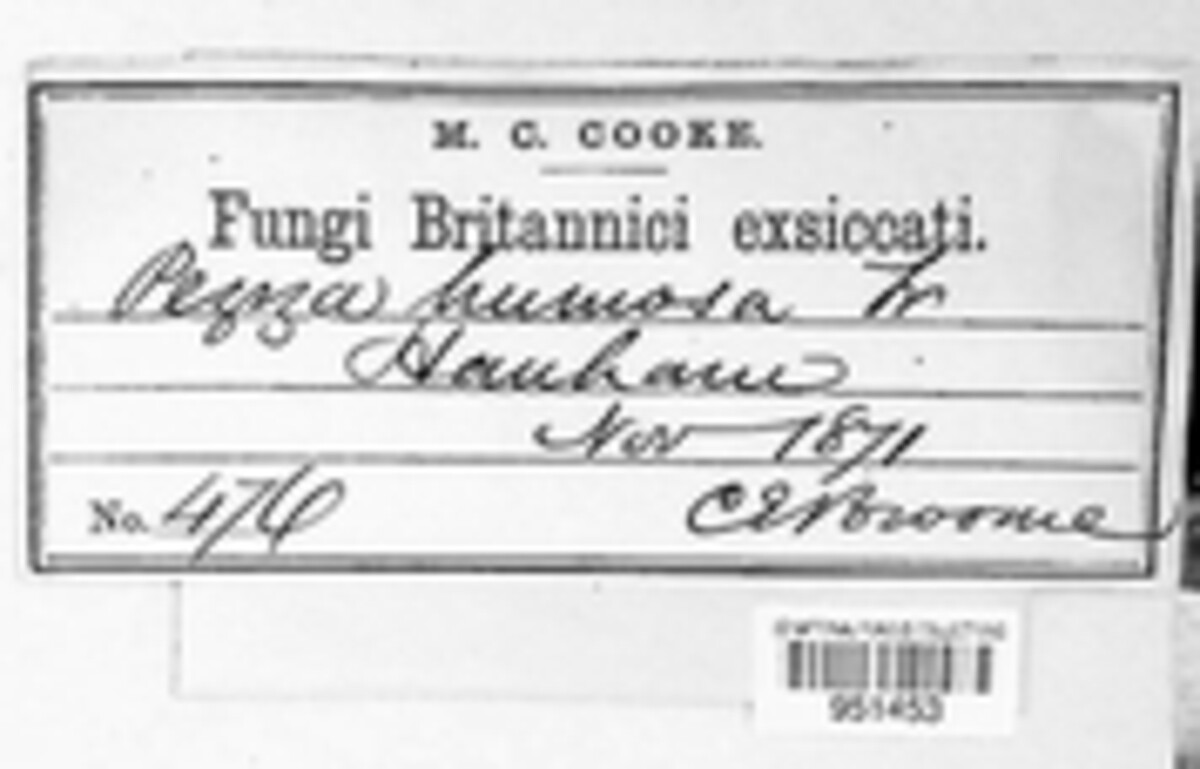 M. C. COOKE.
Fungi Britannici exsiccati.
Peziza humosa Fr
Hanham
Nov 1871
No. 476
C E Broome
951453